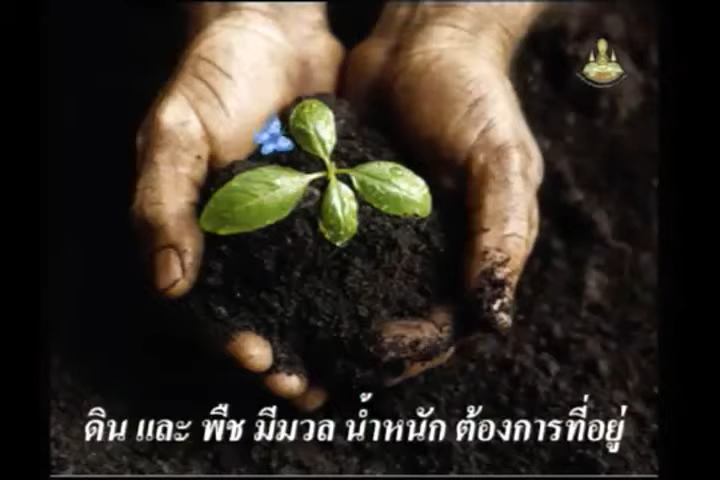 ดิน และ พืช มีมวล น้ำหนัก ต้องการที่อยู่